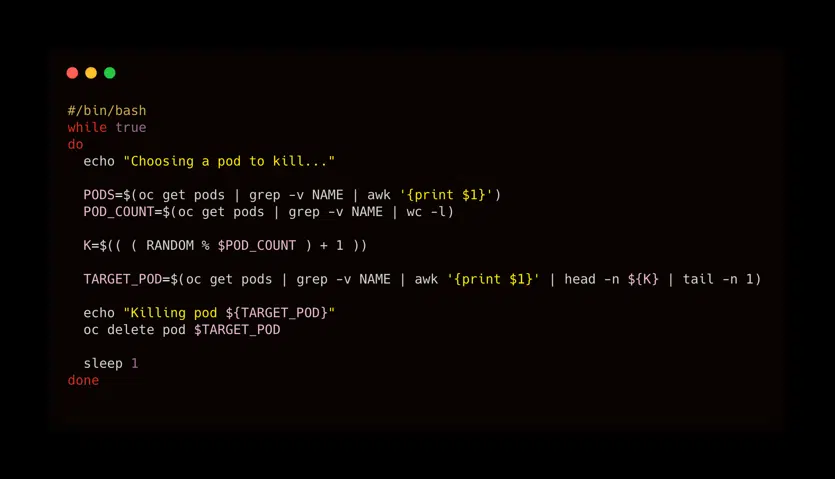 #/bin/bash
while true
do
  echo "Choosing a pod to kill..."
  PODS=$(oc get pods | grep -v NAME | awk '{print $1}')
  POD_COUNT=$(oc get pods | grep -v NAME | wc -l)
  K=$(( ( RANDOM % $POD_COUNT ) + 1 ))
  TARGET_POD=$(oc get pods | grep -v NAME | awk '{print $1}' | head -n ${K} | tail -n 1)
  echo "Killing pod ${TARGET_POD}"
  oc delete pod $TARGET_POD
  sleep 1
done